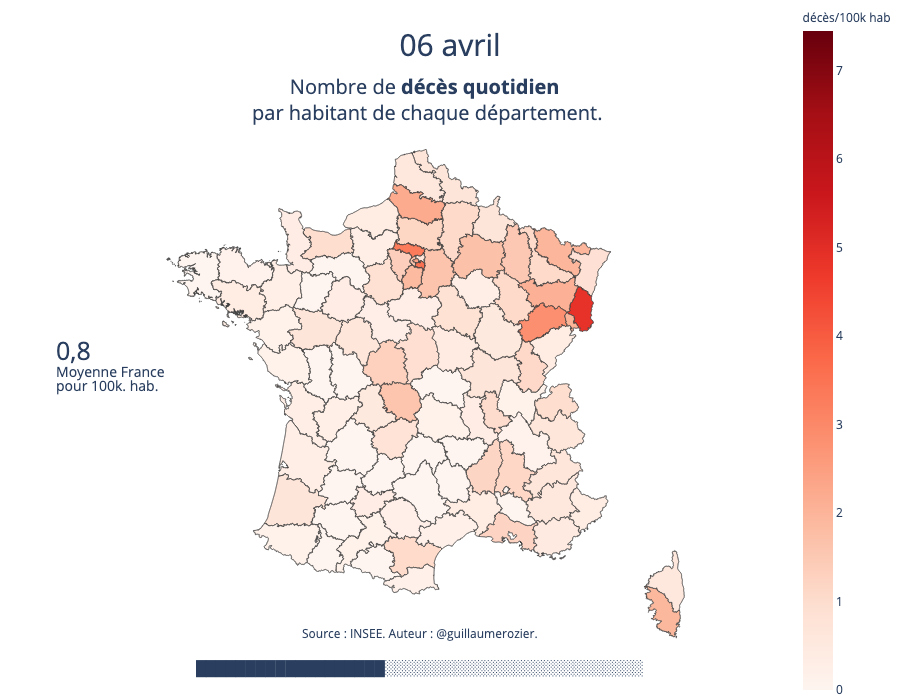 décès/100k hab
06 avril
Nombre de décès quotidien
par habitant de chaque département.
7
6
5
4
3
2
1
0
0,8
Moyenne France
pour 100k. hab.
Source : INSEE. Auteur : @guillaumerozier.